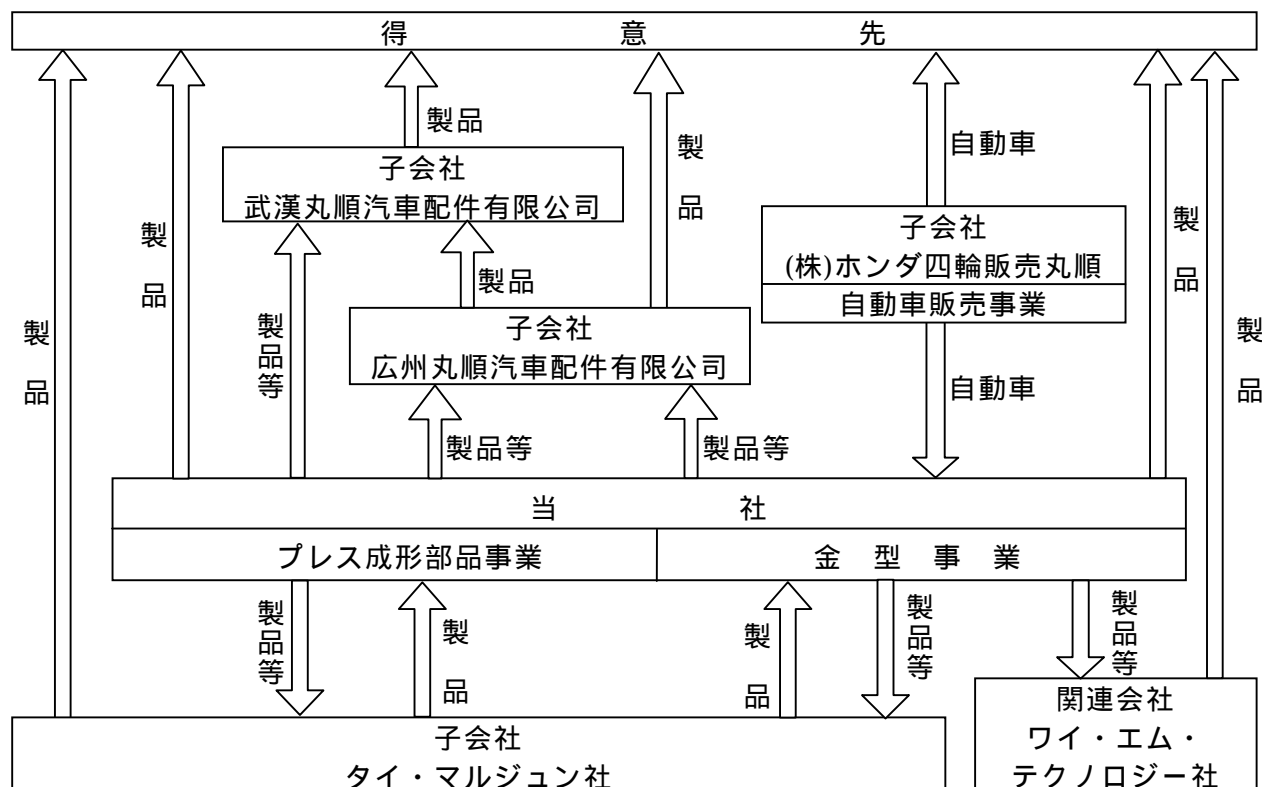 得意先
製品
子会社
武漢丸順汽車配件有限公司
製品
自動車
子会社
(株)ホンダ四輪販売丸順
自動車販売事業
製品
製品
製品
製品等
子会社
広州丸順汽車配件有限公司
製品
製品
自動車
製品等
製品等
当社
プレス成形部品事業
金型事業
製品等
製品
製品
製品等
製品等
子会社
タイ・マルジュン社
関連会社
ワイ・エム・
テクノロジー社